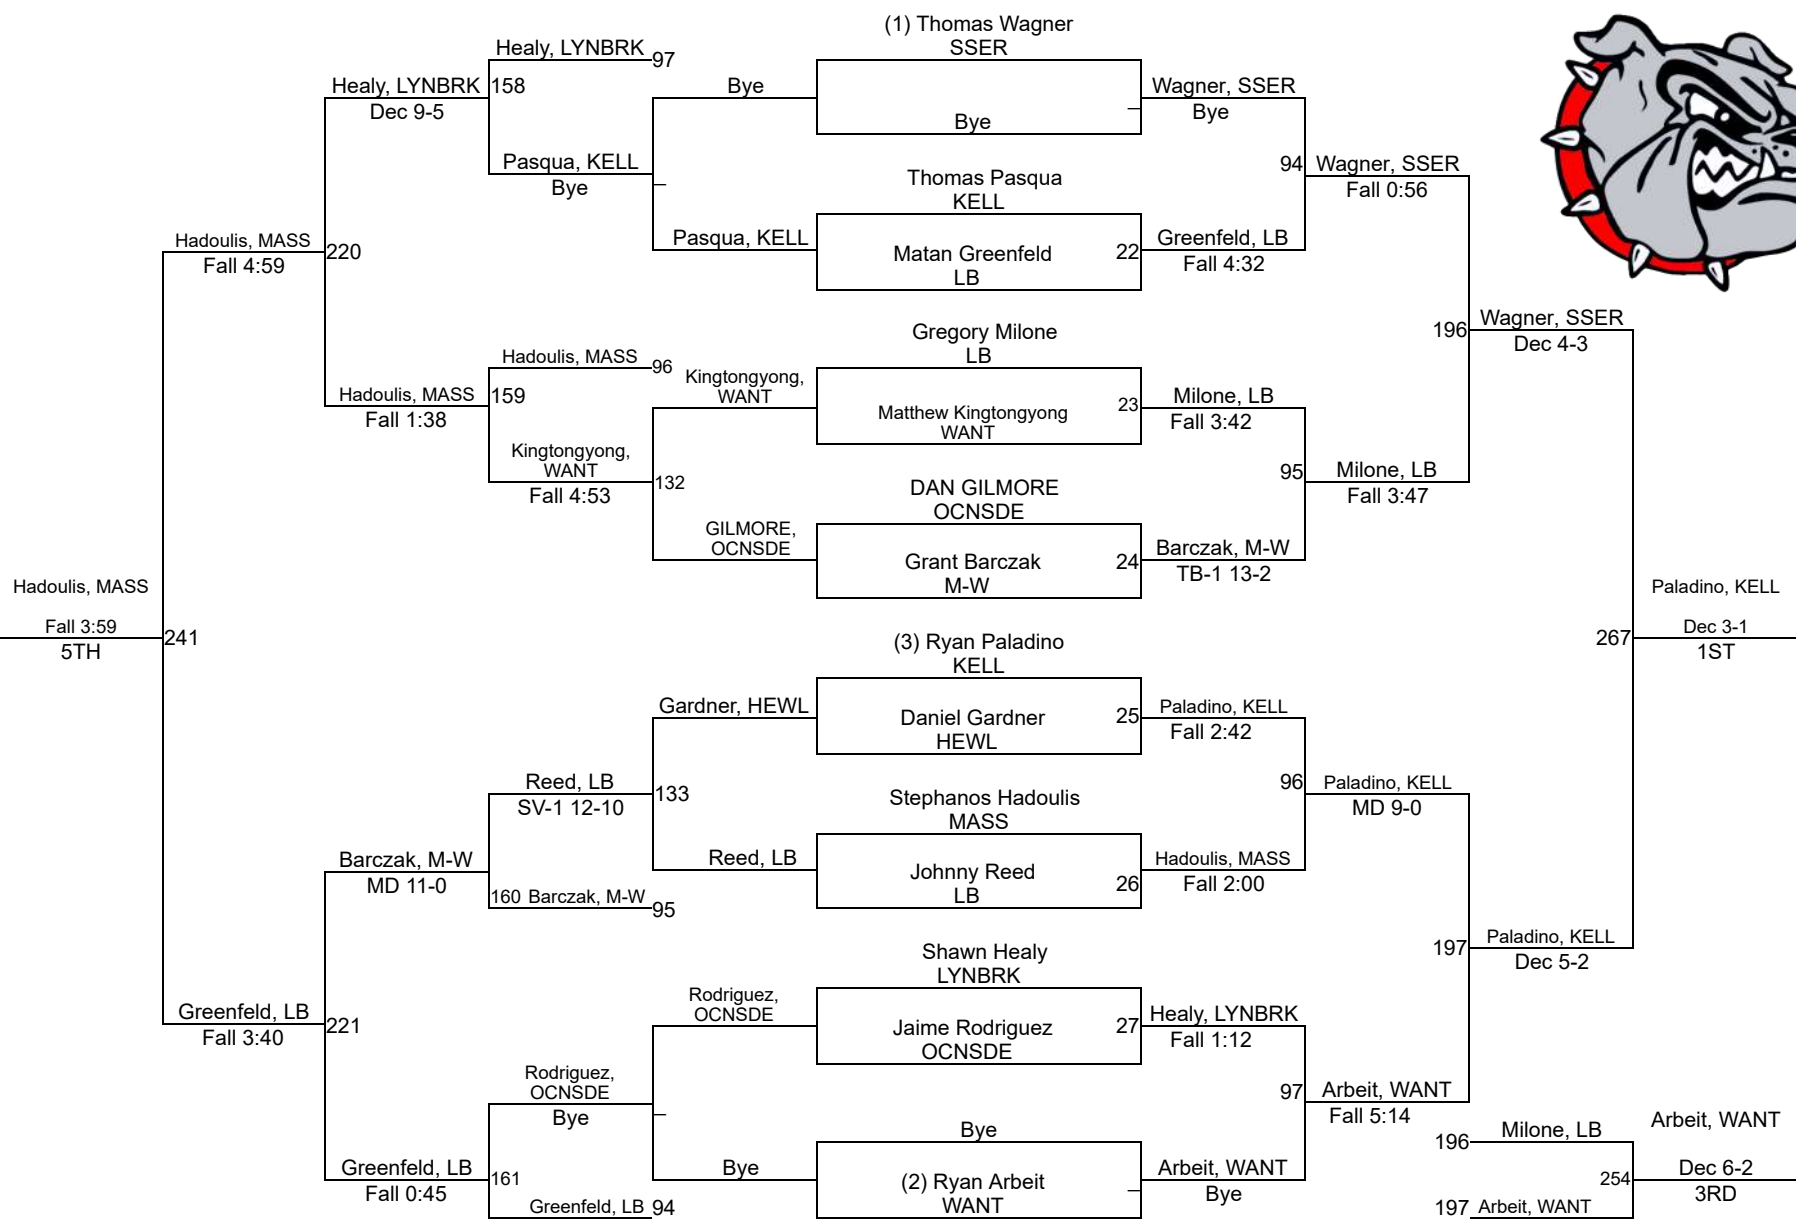 (1) Thomas Wagner
SSER
Bye
Thomas Pasqua
KELL
Matan Greenfeld
LB
22
Gregory Milone
LB
Matthew Kingtongyong
WANT
23
DAN GILMORE
OCNSDE
Grant Barczak
M-W
24
(3) Ryan Paladino
KELL
Daniel Gardner
HEWL
25
Stephanos Hadoulis
MASS
Johnny Reed
LB
26
Shawn Healy
LYNBRK
Jaime Rodriguez
OCNSDE
27
Bye
(2) Ryan Arbeit
WANT
Wagner, SSER
Bye
94
Greenfeld, LB
Fall 4:32
Milone, LB
Fall 3:42
95
Barczak, M-W
TB-1 13-2
Paladino, KELL
Fall 2:42
96
Hadoulis, MASS
Fall 2:00
Healy, LYNBRK
Fall 1:12
97
Arbeit, WANT
Bye
Wagner, SSER
Fall 0:56
196
Milone, LB
Fall 3:47
Paladino, KELL
MD 9-0
197
Arbeit, WANT
Fall 5:14
Wagner, SSER
Dec 4-3
267
Paladino, KELL
Dec 5-2
Paladino, KELL
Dec 3-1
1ST
196
Milone, LB
254
197
Arbeit, WANT
Arbeit, WANT
Dec 6-2
3RD
Bye
Pasqua, KELL
Kingtongyong,
WANT
132
GILMORE,
OCNSDE
Gardner, HEWL
133
Reed, LB
Rodriguez,
OCNSDE
Bye
Healy, LYNBRK
97
158
Pasqua, KELL
Bye
Hadoulis, MASS
96
159
Kingtongyong,
WANT
Fall 4:53
Reed, LB
SV-1 12-10
160
Barczak, M-W
95
Rodriguez,
OCNSDE
Bye
161
Greenfeld, LB
94
Healy, LYNBRK
Dec 9-5
220
Hadoulis, MASS
Fall 1:38
Barczak, M-W
MD 11-0
221
Greenfeld, LB
Fall 0:45
Hadoulis, MASS
Fall 4:59
241
Greenfeld, LB
Fall 3:40
Hadoulis, MASS
Fall 3:59
5TH